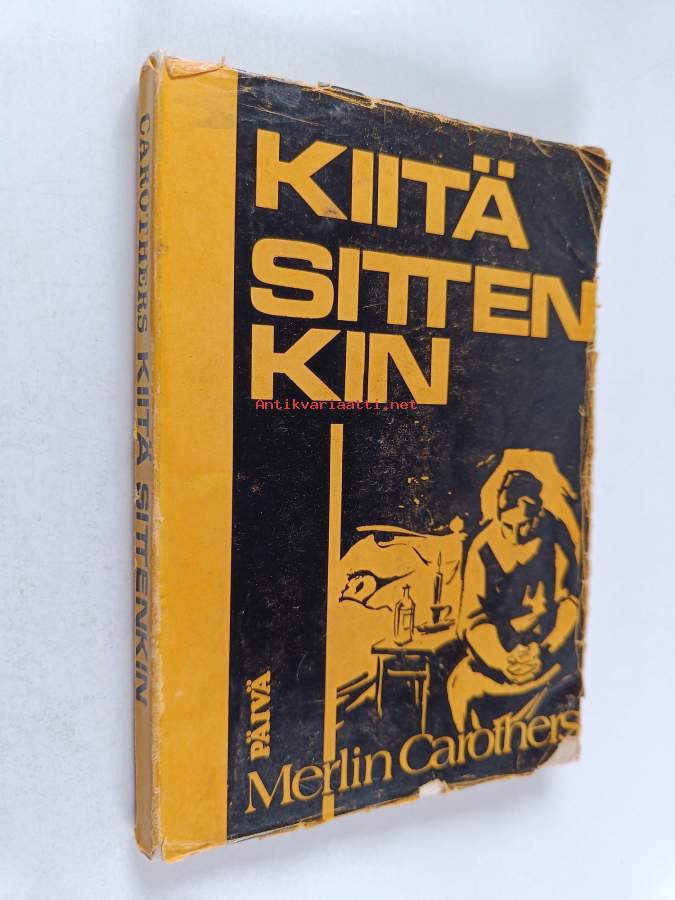 CAROTHERS KIITÄ SITTENKIN
KIITÄ
SITTEN
KIN
Antikvariaatti.net
PÄIVÄ
Merlin Carothers